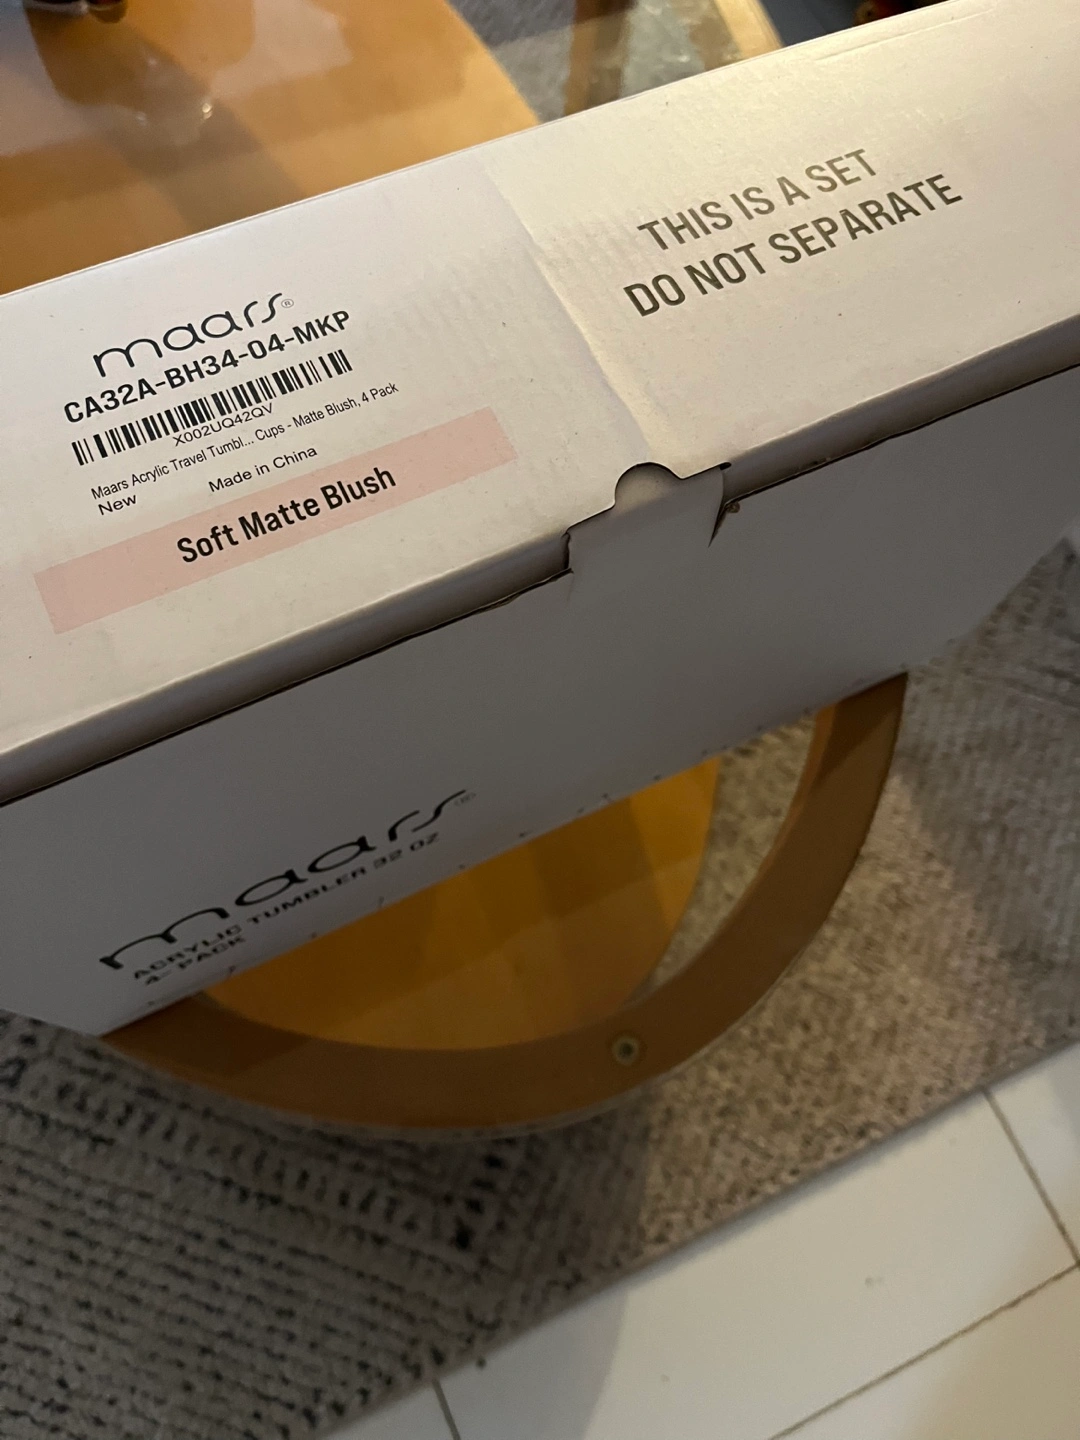 maars®
CA32A-BH34-04-MKP
X002UQ42QV
Maars Acrylic Travel Tumbl... Cups - Matte Blush, 4 Pack
New
Made in China
Soft Matte Blush
THIS IS A SET
DO NOT SEPARATE
maars®
ACRYLIC TUMBLER 32 OZ
4- PACK